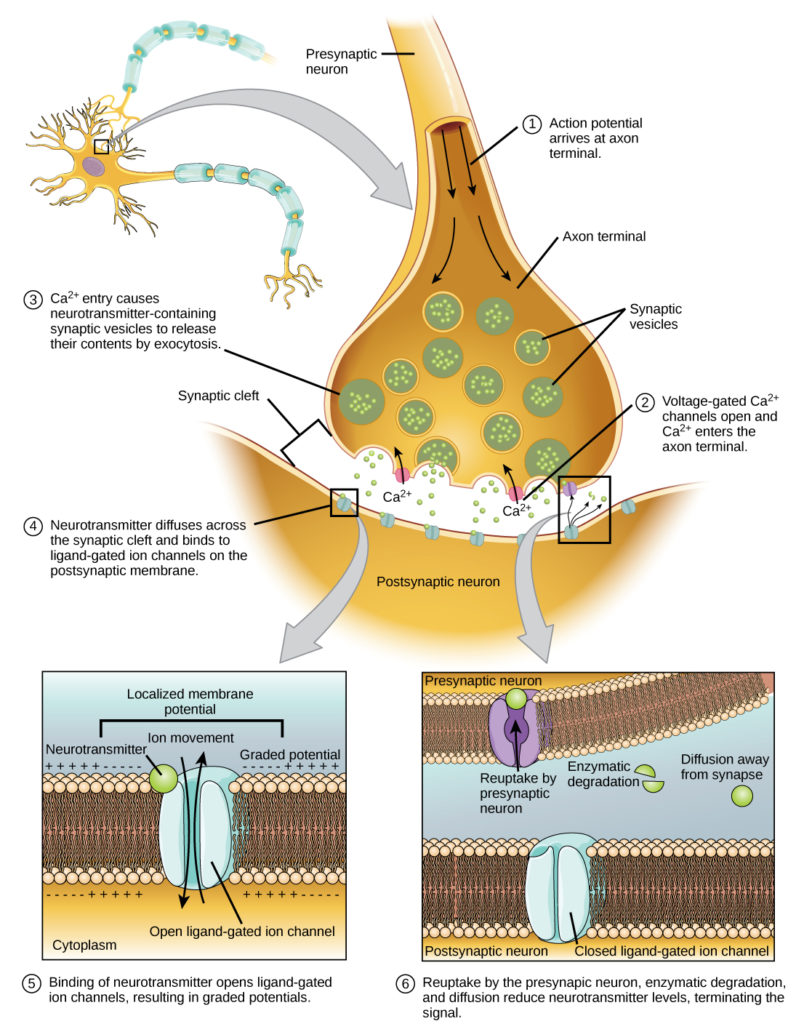 Presynaptic
neuron
1 Action potential
arrives at axon
terminal.
Axon terminal
3 Ca2+ entry causes
neurotransmitter-containing
synaptic vesicles to release
their contents by exocytosis.
Synaptic
vesicles
Synaptic cleft
2 Voltage-gated Ca2+
channels open and
Ca2+ enters the
axon terminal.
Ca2+
Ca2+
4 Neurotransmitter diffuses across
the synaptic cleft and binds to
ligand-gated ion channels on the
postsynaptic membrane.
Postsynaptic neuron
Localized membrane
potential
Ion movement
Neurotransmitter
Graded potential
+ + + + + - - - - - - - - - - + + + + +
- - - - - + + + + + + + + + + - - - - -
Open ligand-gated ion channel
Cytoplasm
5 Binding of neurotransmitter opens ligand-gated
ion channels, resulting in graded potentials.
Presynaptic neuron
Reuptake by
presynaptic
neuron
Enzymatic
degradation
Diffusion away
from synapse
Postsynaptic neuron
Closed ligand-gated ion channel
6 Reuptake by the presynapic neuron, enzymatic degradation,
and diffusion reduce neurotransmitter levels, terminating the
signal.